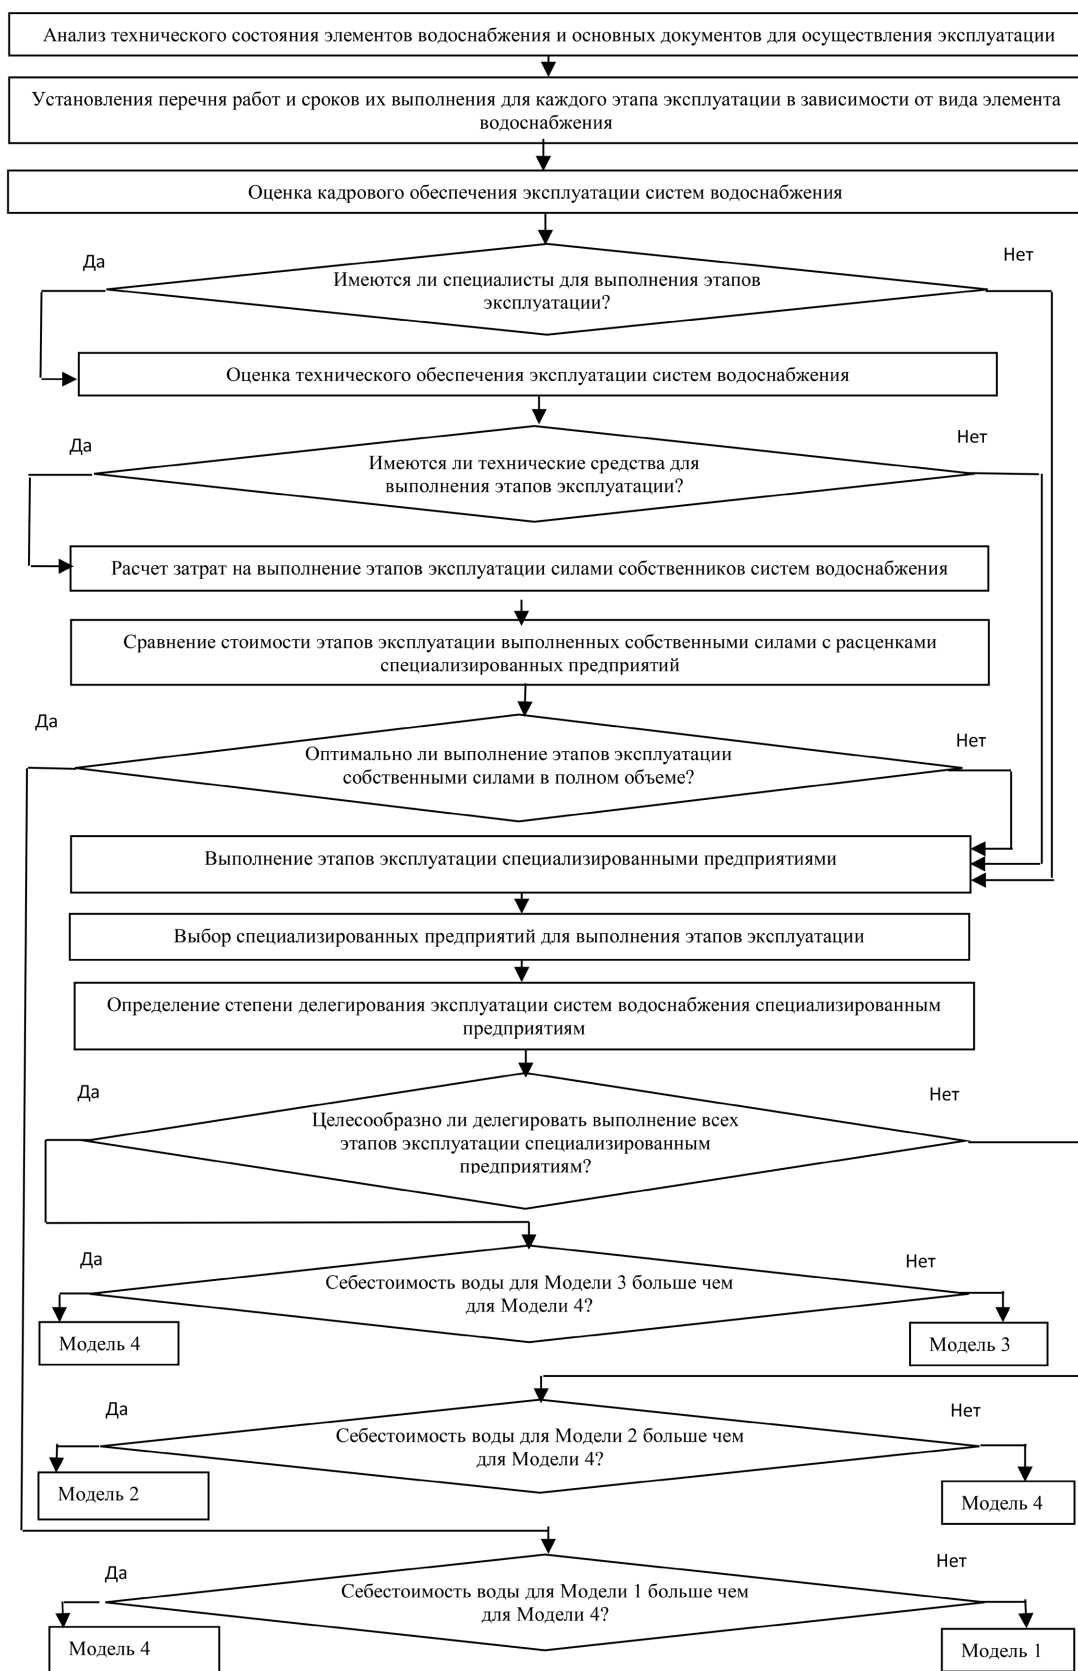 Анализ технического состояния элементов водоснабжения и основных документов для осуществления эксплуатации
Установления перечня работ и сроков их выполнения для каждого этапа эксплуатации в зависимости от вида элемента
водоснабжения
Оценка кадрового обеспечения эксплуатации систем водоснабжения
Да
Нет
Имеются ли специалисты для выполнения этапов
эксплуатации?
Оценка технического обеспечения эксплуатации систем водоснабжения
Да
Нет
Имеются ли технические средства для
выполнения этапов эксплуатации?
Расчет затрат на выполнение этапов эксплуатации силами собственников систем водоснабжения
Сравнение стоимости этапов эксплуатации выполненных собственными силами с расценками
специализированных предприятий
Да
Нет
Оптимально ли выполнение этапов эксплуатации
собственными силами в полном объеме?
Выполнение этапов эксплуатации специализированными предприятиями
Выбор специализированных предприятий для выполнения этапов эксплуатации
Определение степени делегирования эксплуатации систем водоснабжения специализированным
предприятиям
Да
Нет
Целесообразно ли делегировать выполнение всех
этапов эксплуатации специализированным
предприятиям?
Да
Нет
Себестоимость воды для Модели 3 больше чем
для Модели 4?
Модель 4
Модель 3
Да
Нет
Себестоимость воды для Модели 2 больше чем
для Модели 4?
Модель 2
Модель 4
Да
Нет
Себестоимость воды для Модели 1 больше чем
для Модели 4?
Модель 4
Модель 1